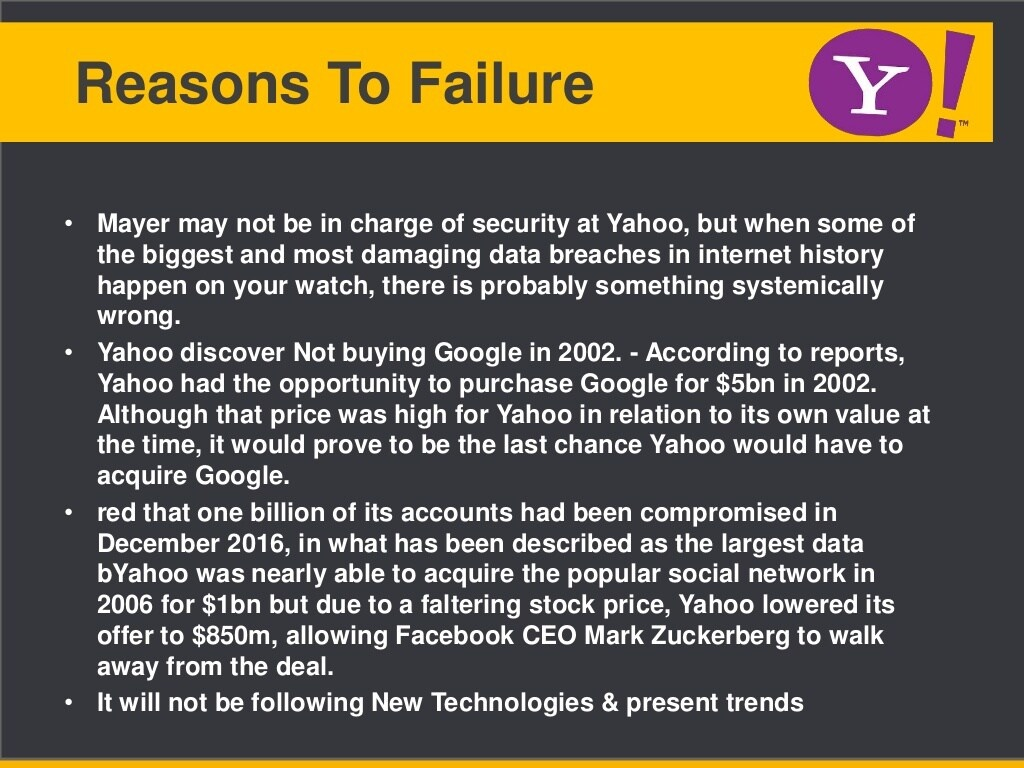 Reasons To Failure
Y!
™
• Mayer may not be in charge of security at Yahoo, but when some of
the biggest and most damaging data breaches in internet history
happen on your watch, there is probably something systemically
wrong.
• Yahoo discover Not buying Google in 2002. - According to reports,
Yahoo had the opportunity to purchase Google for $5bn in 2002.
Although that price was high for Yahoo in relation to its own value at
the time, it would prove to be the last chance Yahoo would have to
acquire Google.
• red that one billion of its accounts had been compromised in
December 2016, in what has been described as the largest data
bYahoo was nearly able to acquire the popular social network in
2006 for $1bn but due to a faltering stock price, Yahoo lowered its
offer to $850m, allowing Facebook CEO Mark Zuckerberg to walk
away from the deal.
• It will not be following New Technologies & present trends